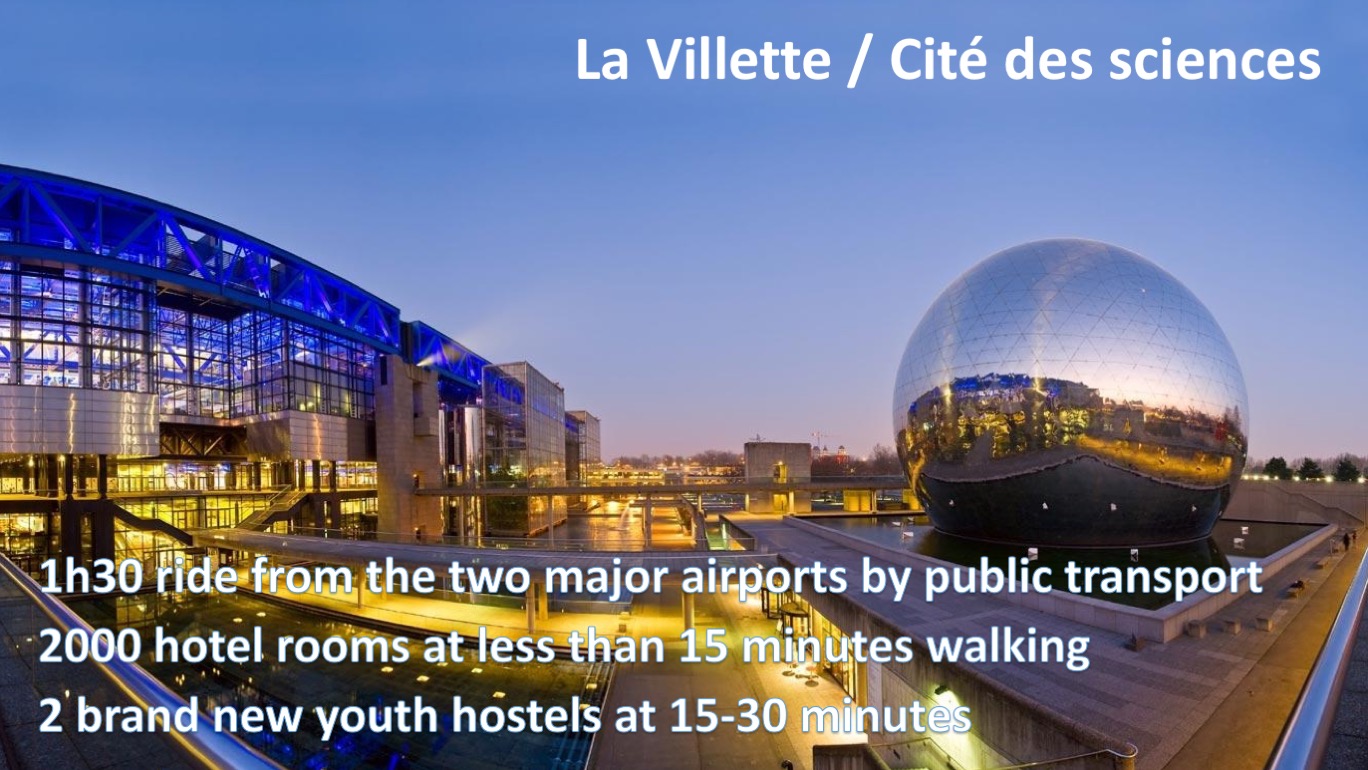 La Villette / Cité des sciences
1h30 ride from the two major airports by public transport
2000 hotel rooms at less than 15 minutes walking
2 brand new youth hostels at 15-30 minutes